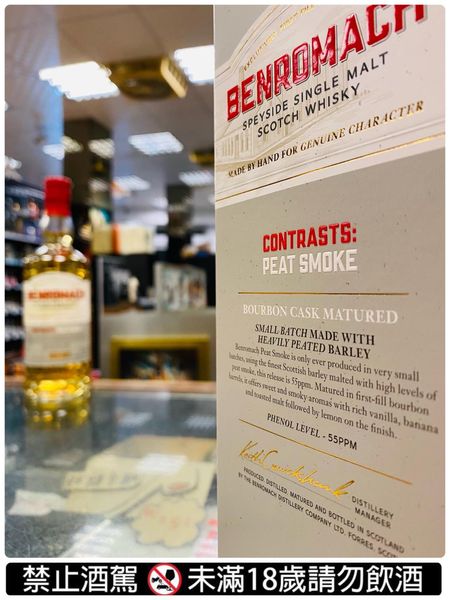 BENROMACH
SPEYSIDE SINGLE MALT
SCOTCH WHISKY
MADE BY HAND FOR GENUINE CHARACTER
CONTRASTS:
PEAT SMOKE
BOURBON CASK MATURED
SMALL BATCH MADE WITH
HEAVILY PEATED BARLEY
Benromach Peat Smoke is only ever produced in very small
batches, using the finest Scottish barley malted with high levels of
peat smoke, this release is 55ppm. Matured in first-fill bourbon
barrels, it offers sweet and smoky aromas with rich vanilla, banana
and toasted malt followed by lemon on the finish.
PHENOL LEVEL - 55PPM
DISTILLERY
MANAGER
PRODUCED, DISTILLED, MATURED AND BOTTLED IN SCOTLAND
BY THE BENROMACH DISTILLERY COMPANY LTD. FORRES, SCO
BENROMACH
禁止酒駕 未滿18歲請勿飲酒